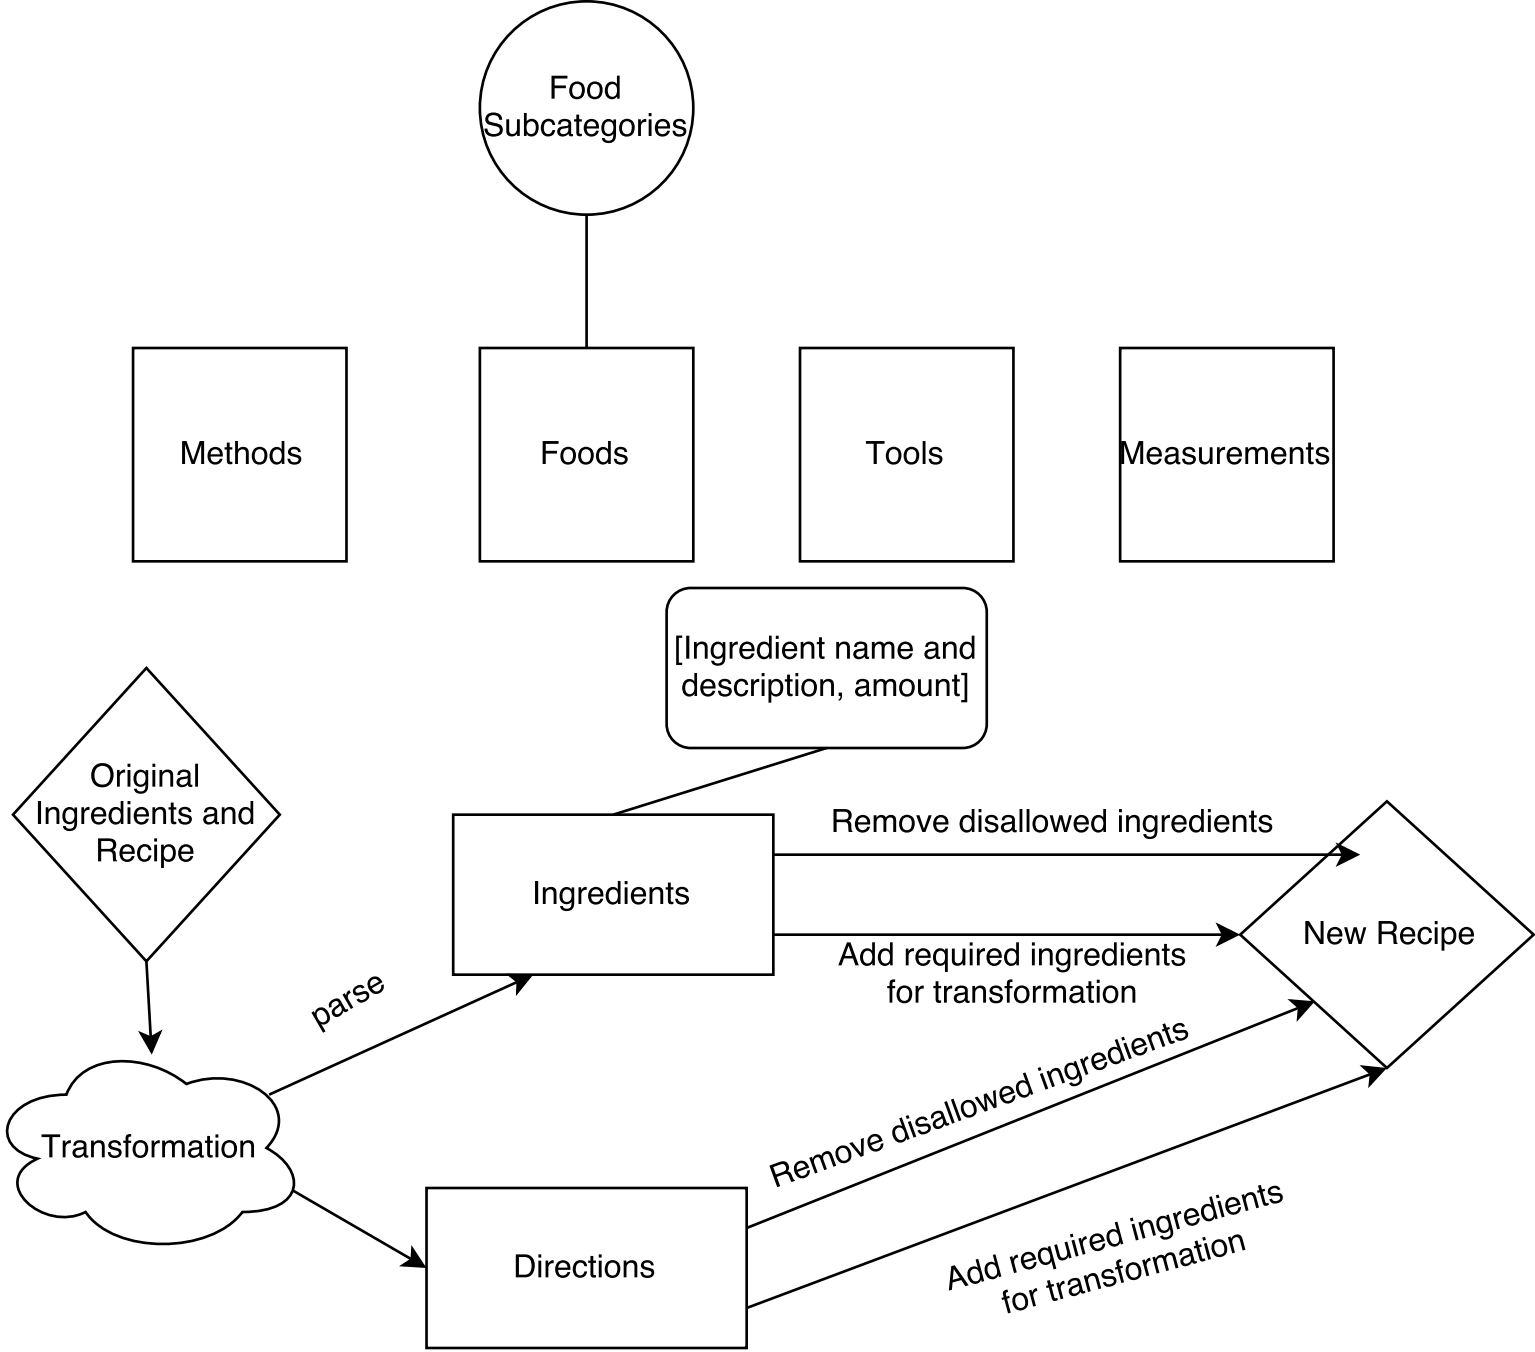 Food
Subcategories
Methods
Foods
Tools
Measurements
[Ingredient name and
description, amount]
Original
Ingredients and
Recipe
Remove disallowed ingredients
Ingredients
New Recipe
Add required ingredients
for transformation
parse
Remove disallowed ingredients
Transformation
Add required ingredients
for transformation
Directions